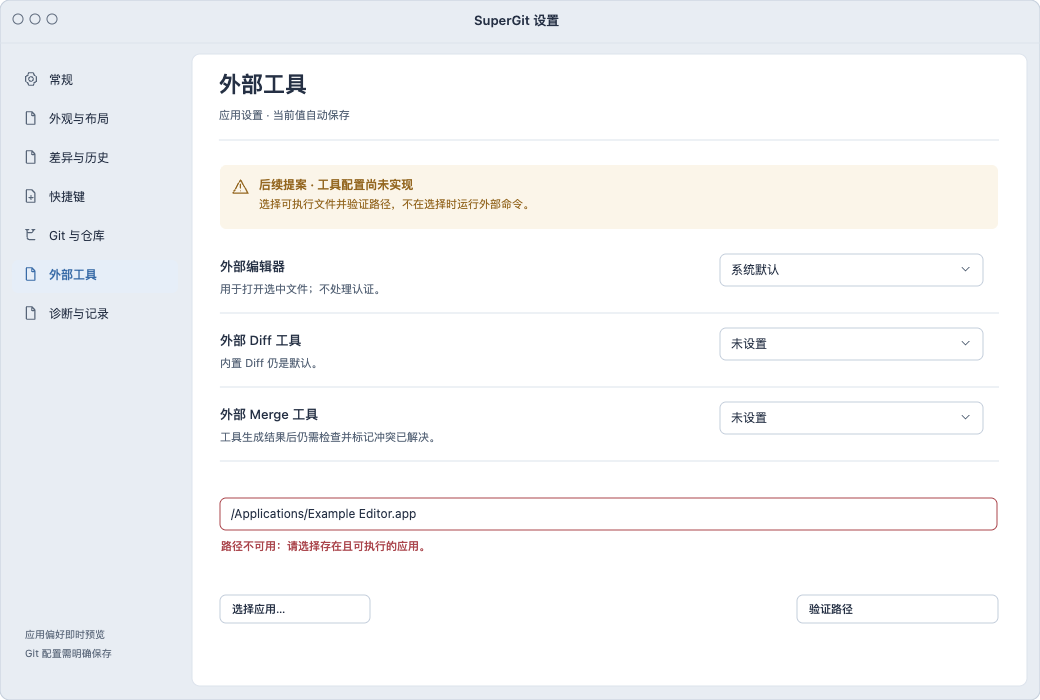 SuperGit 设置
常规
外观与布局
差异与历史
快捷键
Git 与仓库
外部工具
诊断与记录
应用偏好即时预览
Git 配置需明确保存
外部工具
应用设置 · 当前值自动保存
后续提案 · 工具配置尚未实现
选择可执行文件并验证路径，不在选择时运行外部命令。
外部编辑器
系统默认
用于打开选中文件；不处理认证。
外部 Diff 工具
未设置
内置 Diff 仍是默认。
外部 Merge 工具
未设置
工具生成结果后仍需检查并标记冲突已解决。
/Applications/Example Editor.app
路径不可用：请选择存在且可执行的应用。
选择应用...
验证路径